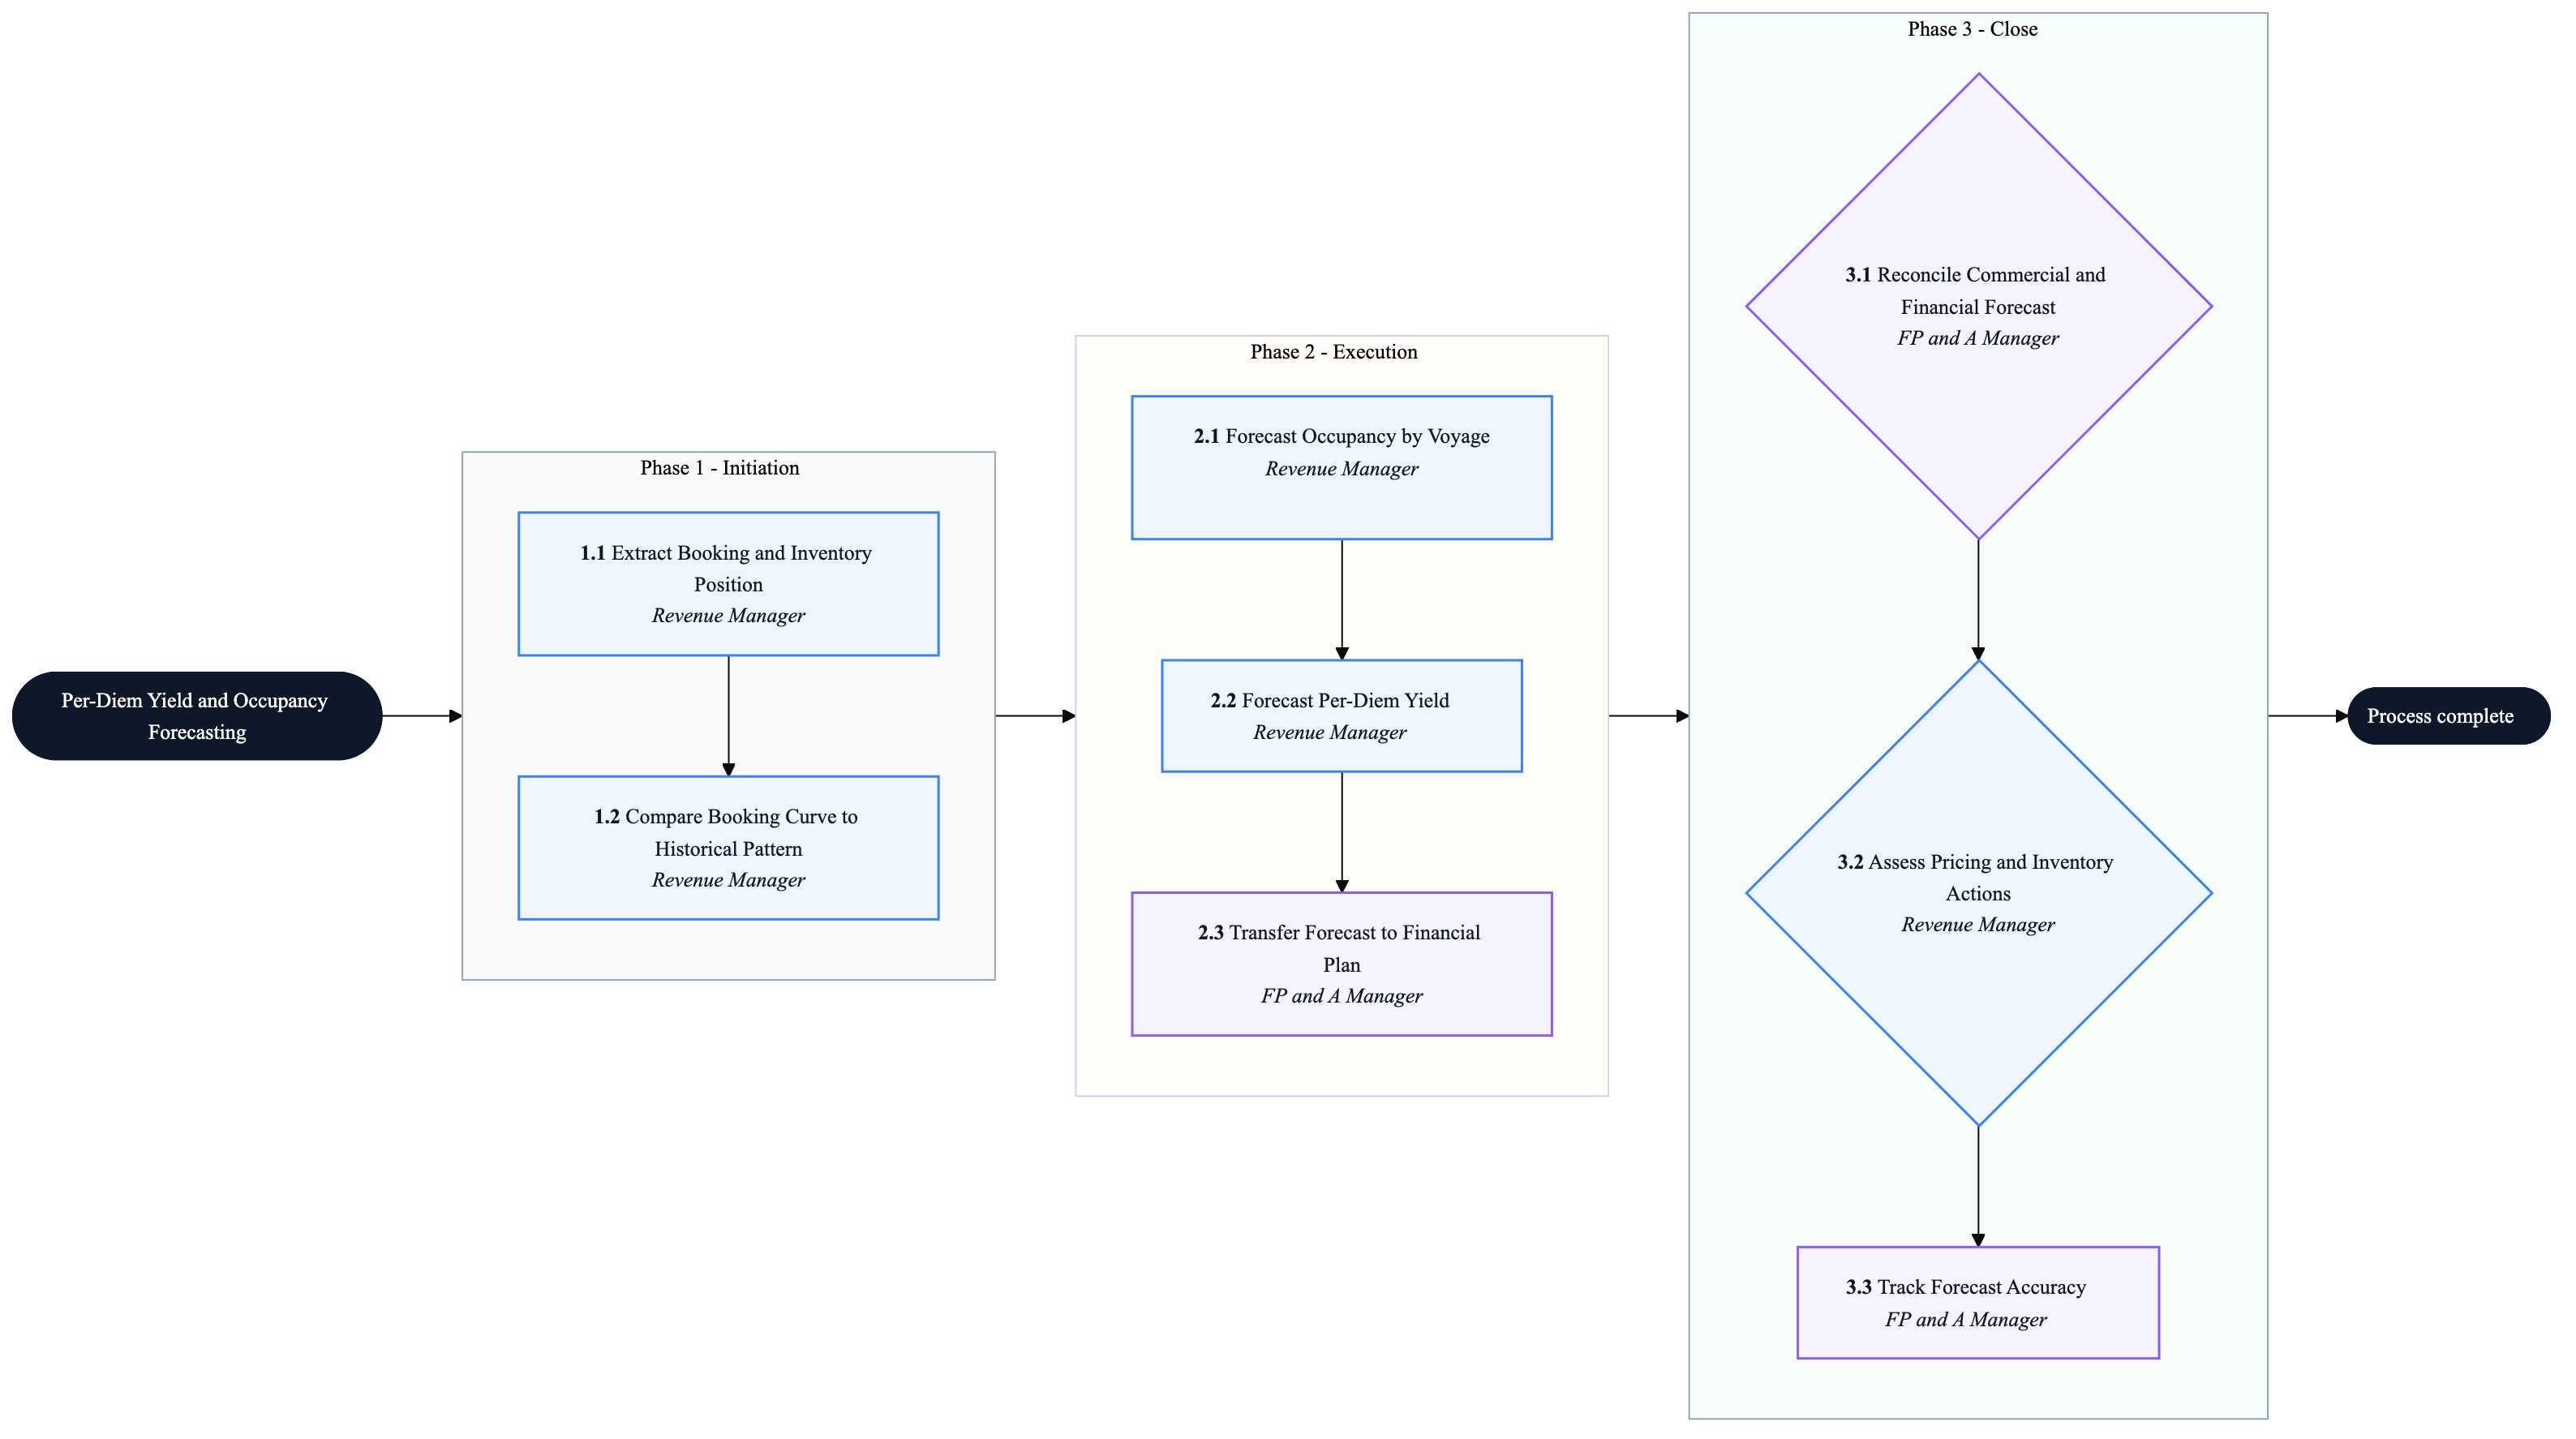 Per-Diem Yield and Occupancy
Forecasting
Phase 1 - Initiation
1.1 Extract Booking and Inventory
Position
Revenue Manager
1.2 Compare Booking Curve to
Historical Pattern
Revenue Manager
Phase 2 - Execution
2.1 Forecast Occupancy by Voyage
Revenue Manager
2.2 Forecast Per-Diem Yield
Revenue Manager
2.3 Transfer Forecast to Financial
Plan
FP and A Manager
Phase 3 - Close
3.1 Reconcile Commercial and
Financial Forecast
FP and A Manager
3.2 Assess Pricing and Inventory
Actions
Revenue Manager
3.3 Track Forecast Accuracy
FP and A Manager
Process complete